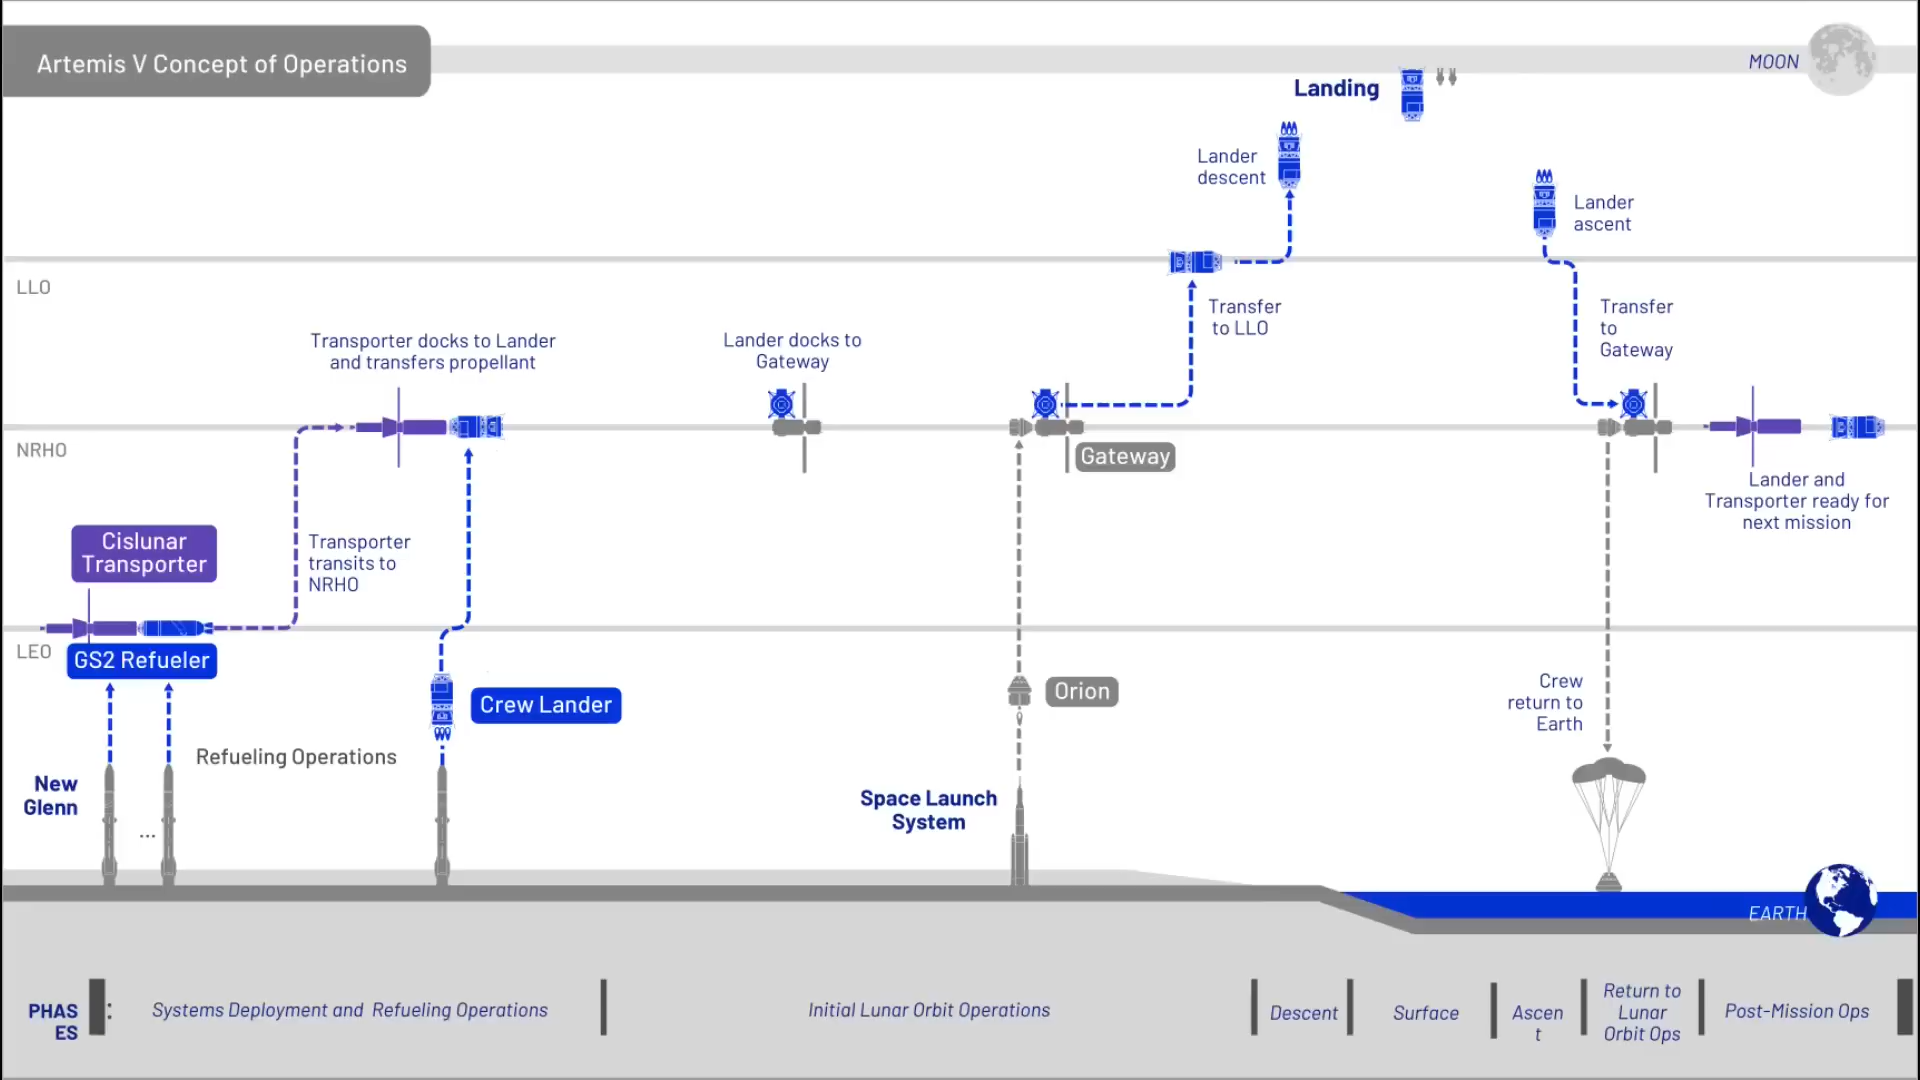 Artemis V Concept of Operations
MOON
Landing
Lander
descent
Lander
ascent
LLO
Transfer
to LLO
Transfer
to
Gateway
Transporter docks to Lander
and transfers propellant
Lander docks to
Gateway
NRHO
Gateway
Lander and
Transporter ready for
next mission
Cislunar
Transporter
Transporter
transits to
NRHO
LEO
GS2 Refueler
Crew Lander
Orion
Crew
return to
Earth
Refueling Operations
New
Glenn
...
Space Launch
System
EARTH
PHAS
ES
:
Systems Deployment and Refueling Operations
Initial Lunar Orbit Operations
Descent
Surface
Ascen
t
Return to
Lunar
Orbit Ops
Post-Mission Ops